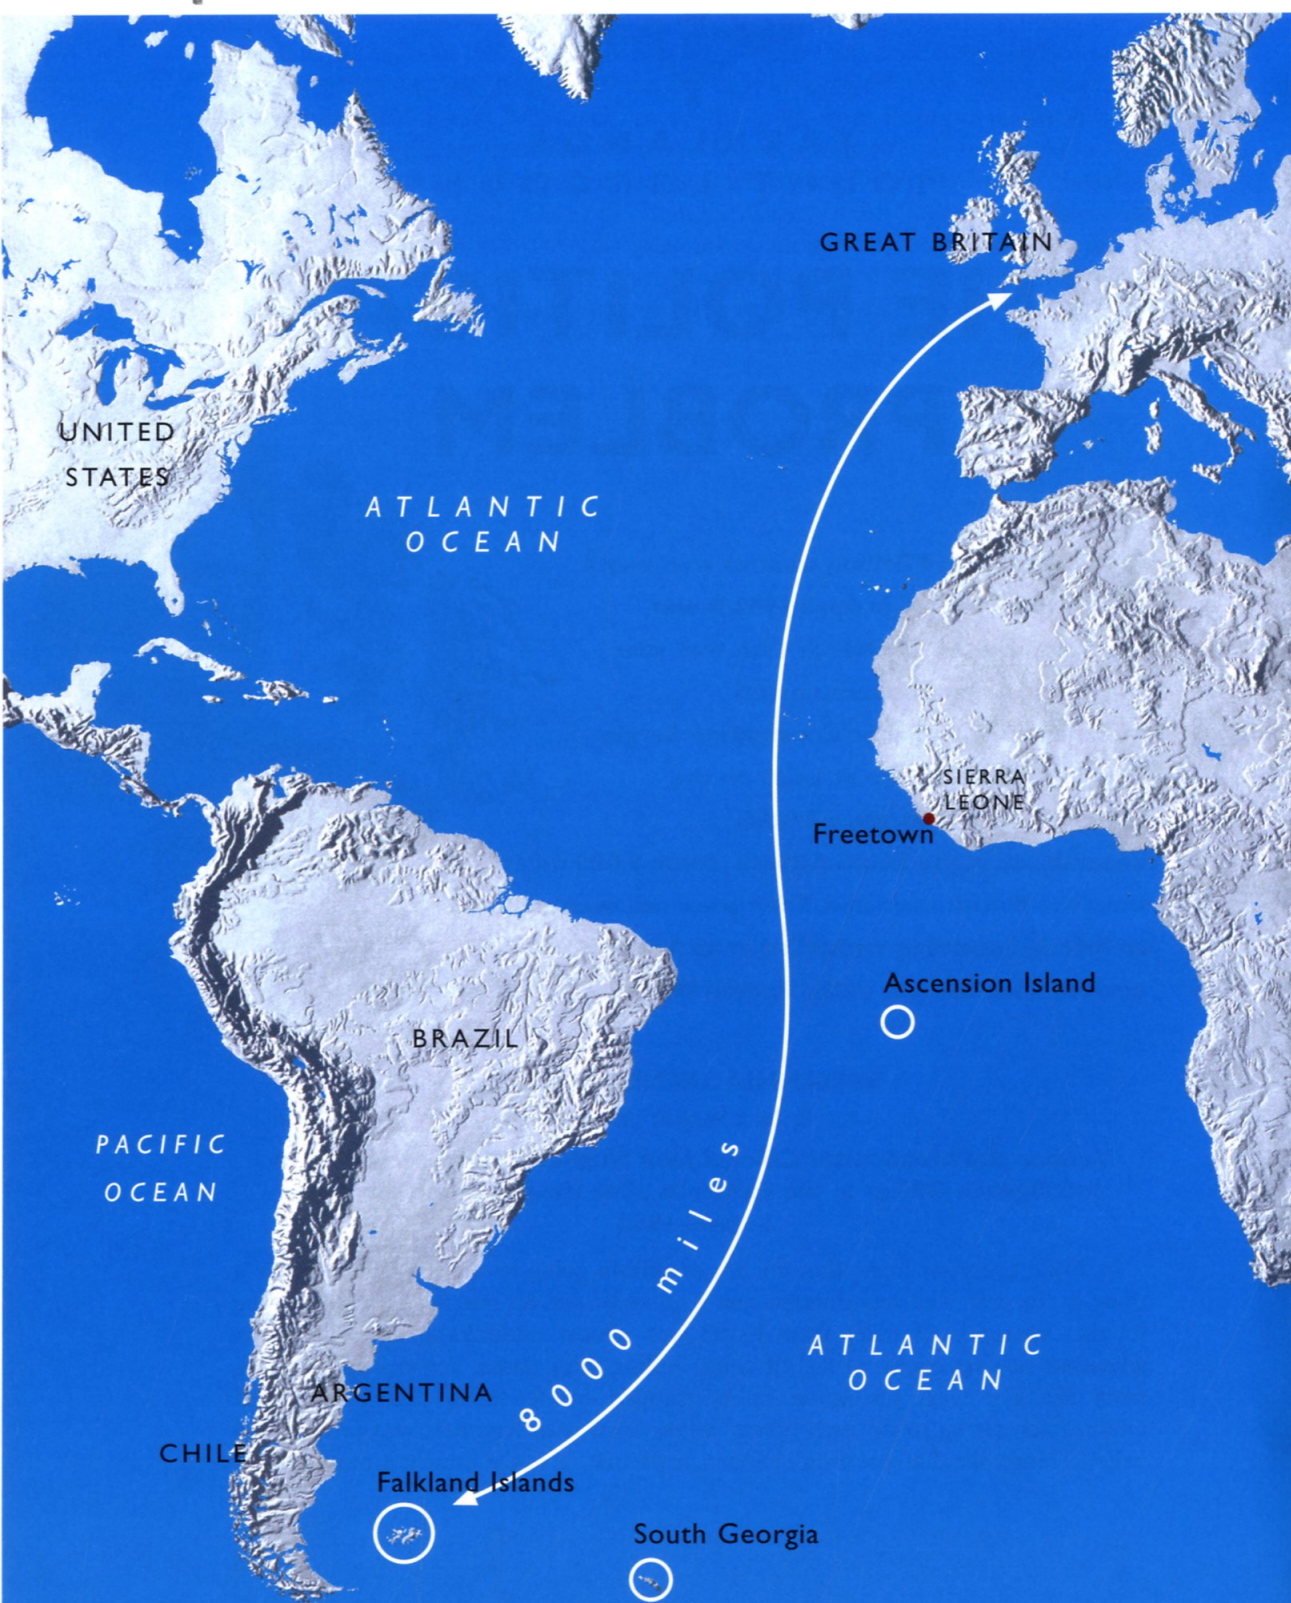 GREAT BRITAIN
UNITED
STATES
ATLANTIC
OCEAN
SIERRA
LEONE
Freetown
Ascension Island
BRAZIL
PACIFIC
OCEAN
8000 miles
ATLANTIC
OCEAN
ARGENTINA
CHILE
Falkland Islands
South Georgia